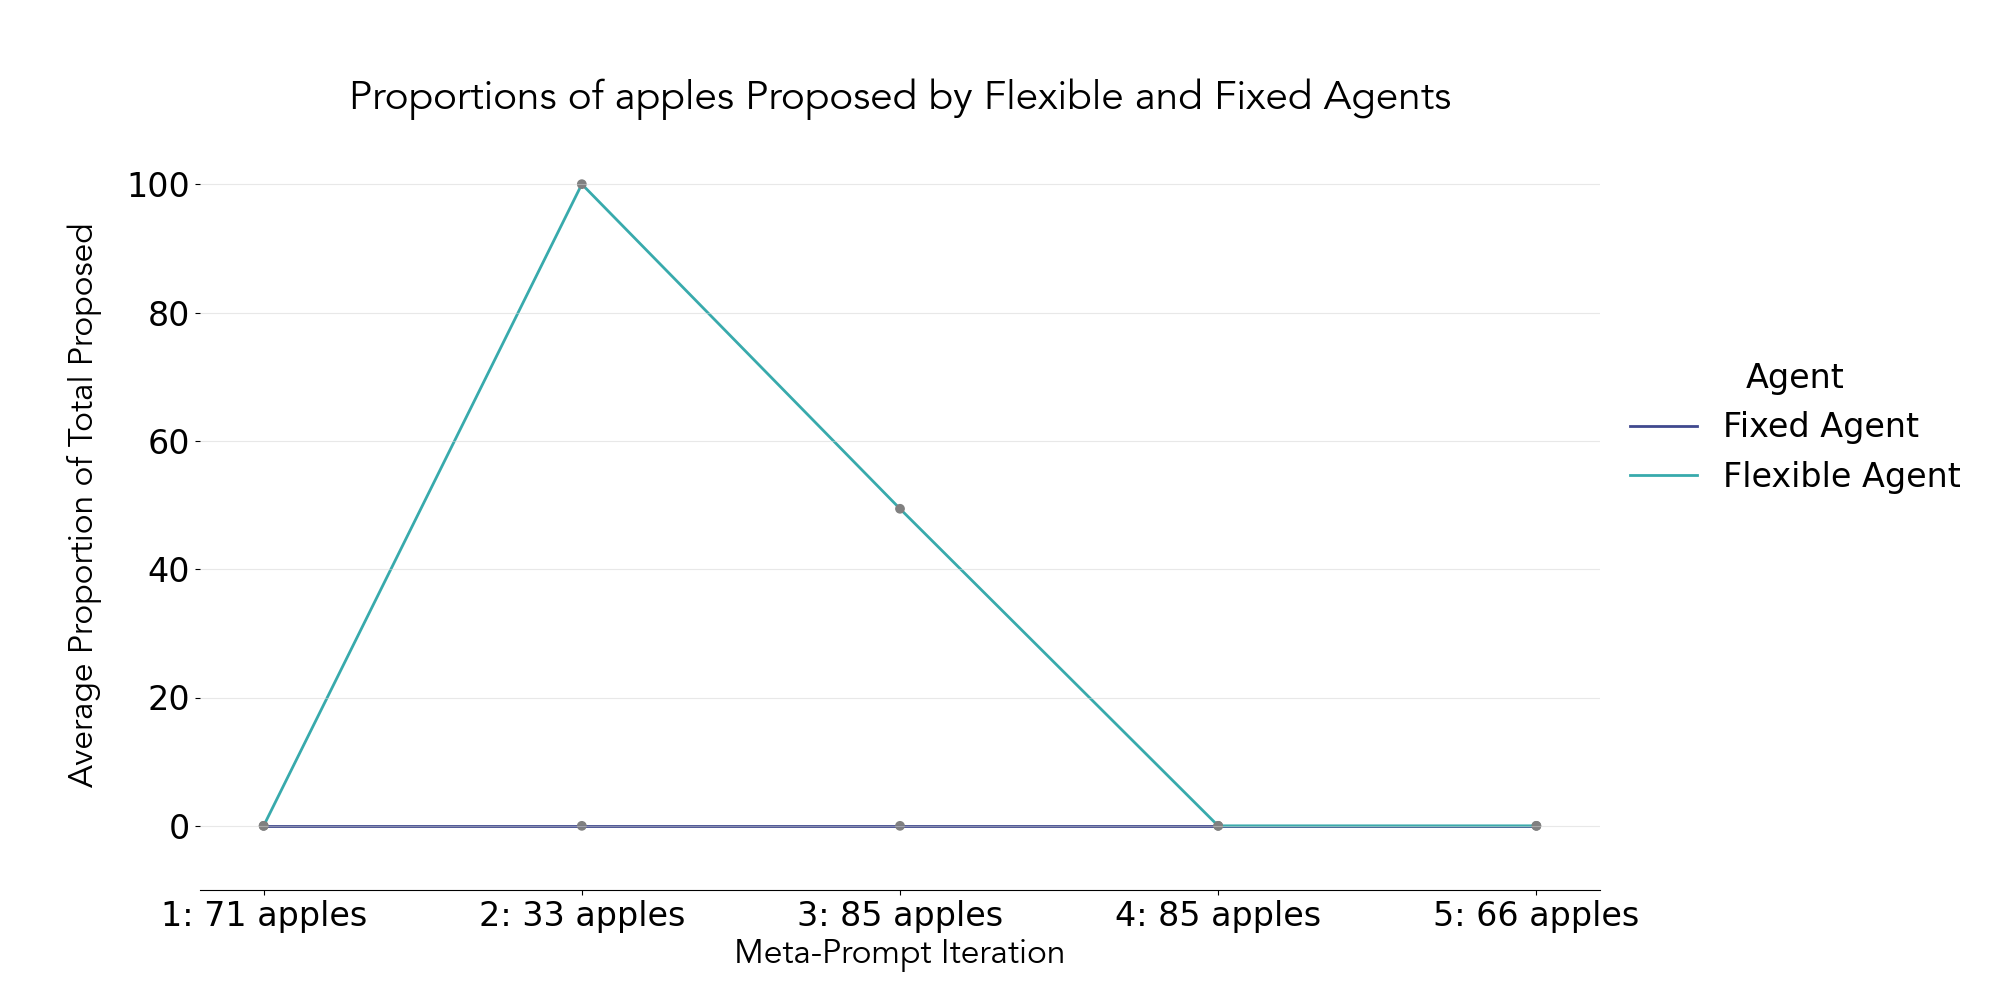 Proportions of apples Proposed by Flexible and Fixed Agents
Average Proportion of Total Proposed
100
80
60
40
20
0
1: 71 apples
2: 33 apples
3: 85 apples
4: 85 apples
5: 66 apples
Meta-Prompt Iteration
Agent
Fixed Agent
Flexible Agent